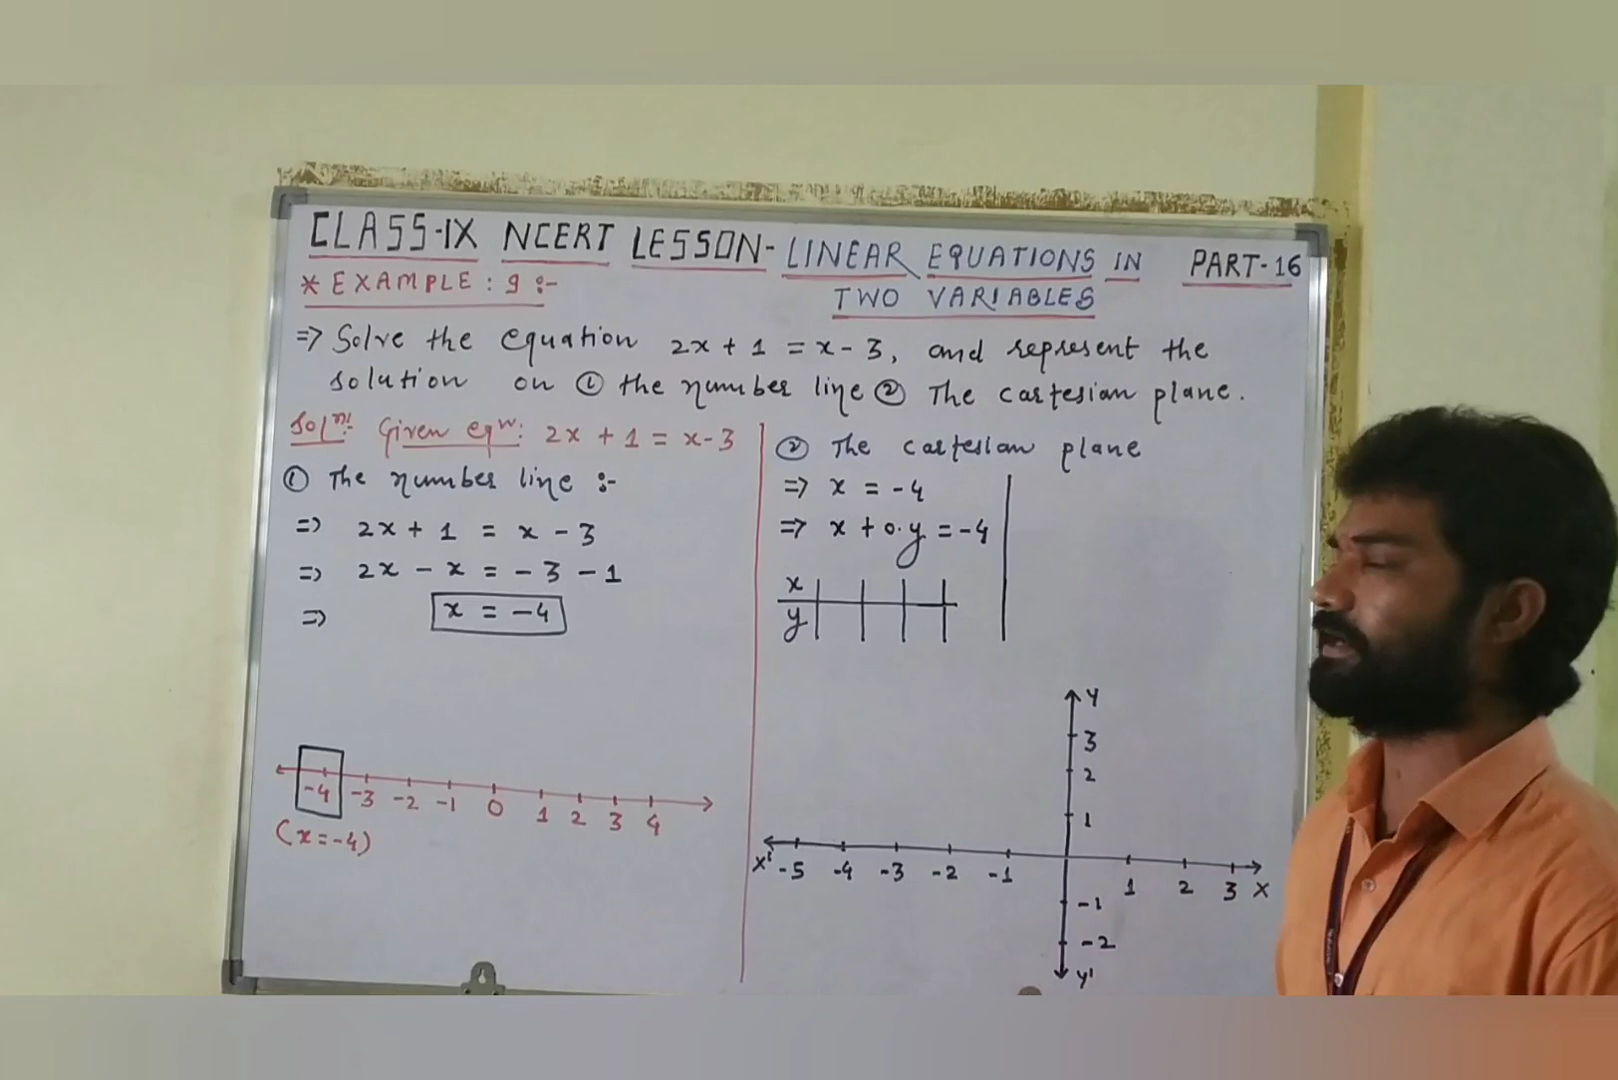 CLASS-IX NCERT LESSON- LINEAR EQUATIONS IN TWO VARIABLES PART-16
* EXAMPLE : 9 :-
=> Solve the equation 2x + 1 = x - 3, and represent the
solution on ① the number line ② The cartesian plane.
Solⁿ: Given eqⁿ: 2x + 1 = x-3
① The number line :-
=> 2x + 1 = x - 3
=> 2x - x = - 3 - 1
=> x = -4
-4 -3 -2 -1 0 1 2 3 4
(x=-4)
② The cartesian plane
=> x = -4
=> x + 0.y = -4
x
y
Y
3
2
1
X' -5 -4 -3 -2 -1 1 2 3 X
-1
-2
Y'